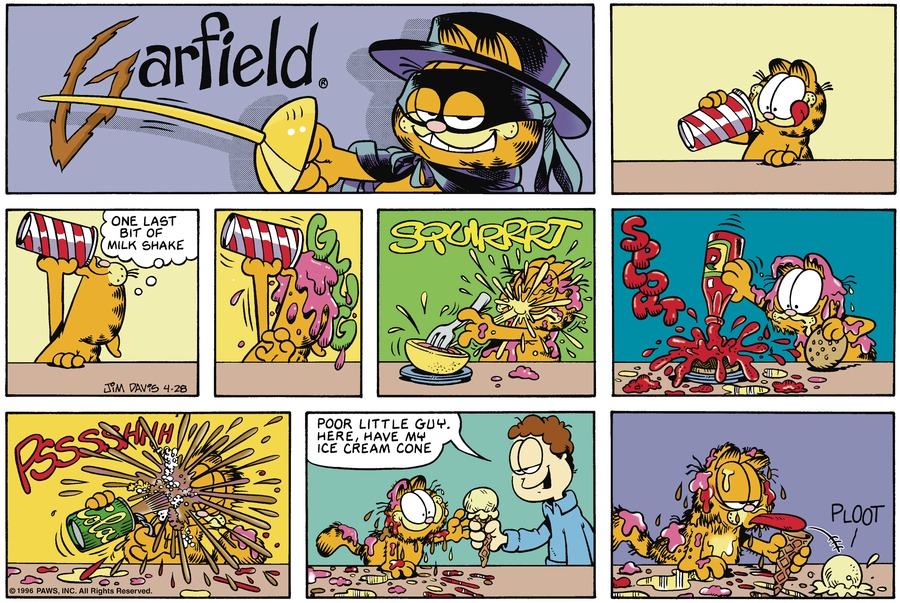 Garfield®
ONE LAST
BIT OF
MILK SHAKE
JIM DAVIS 4-28
GLOG
SQUIRRRT
SPLORT
PSSSSHHH
© 1996 PAWS, INC. All Rights Reserved.
POOR LITTLE GUY.
HERE, HAVE MY
ICE CREAM CONE
PLOOT